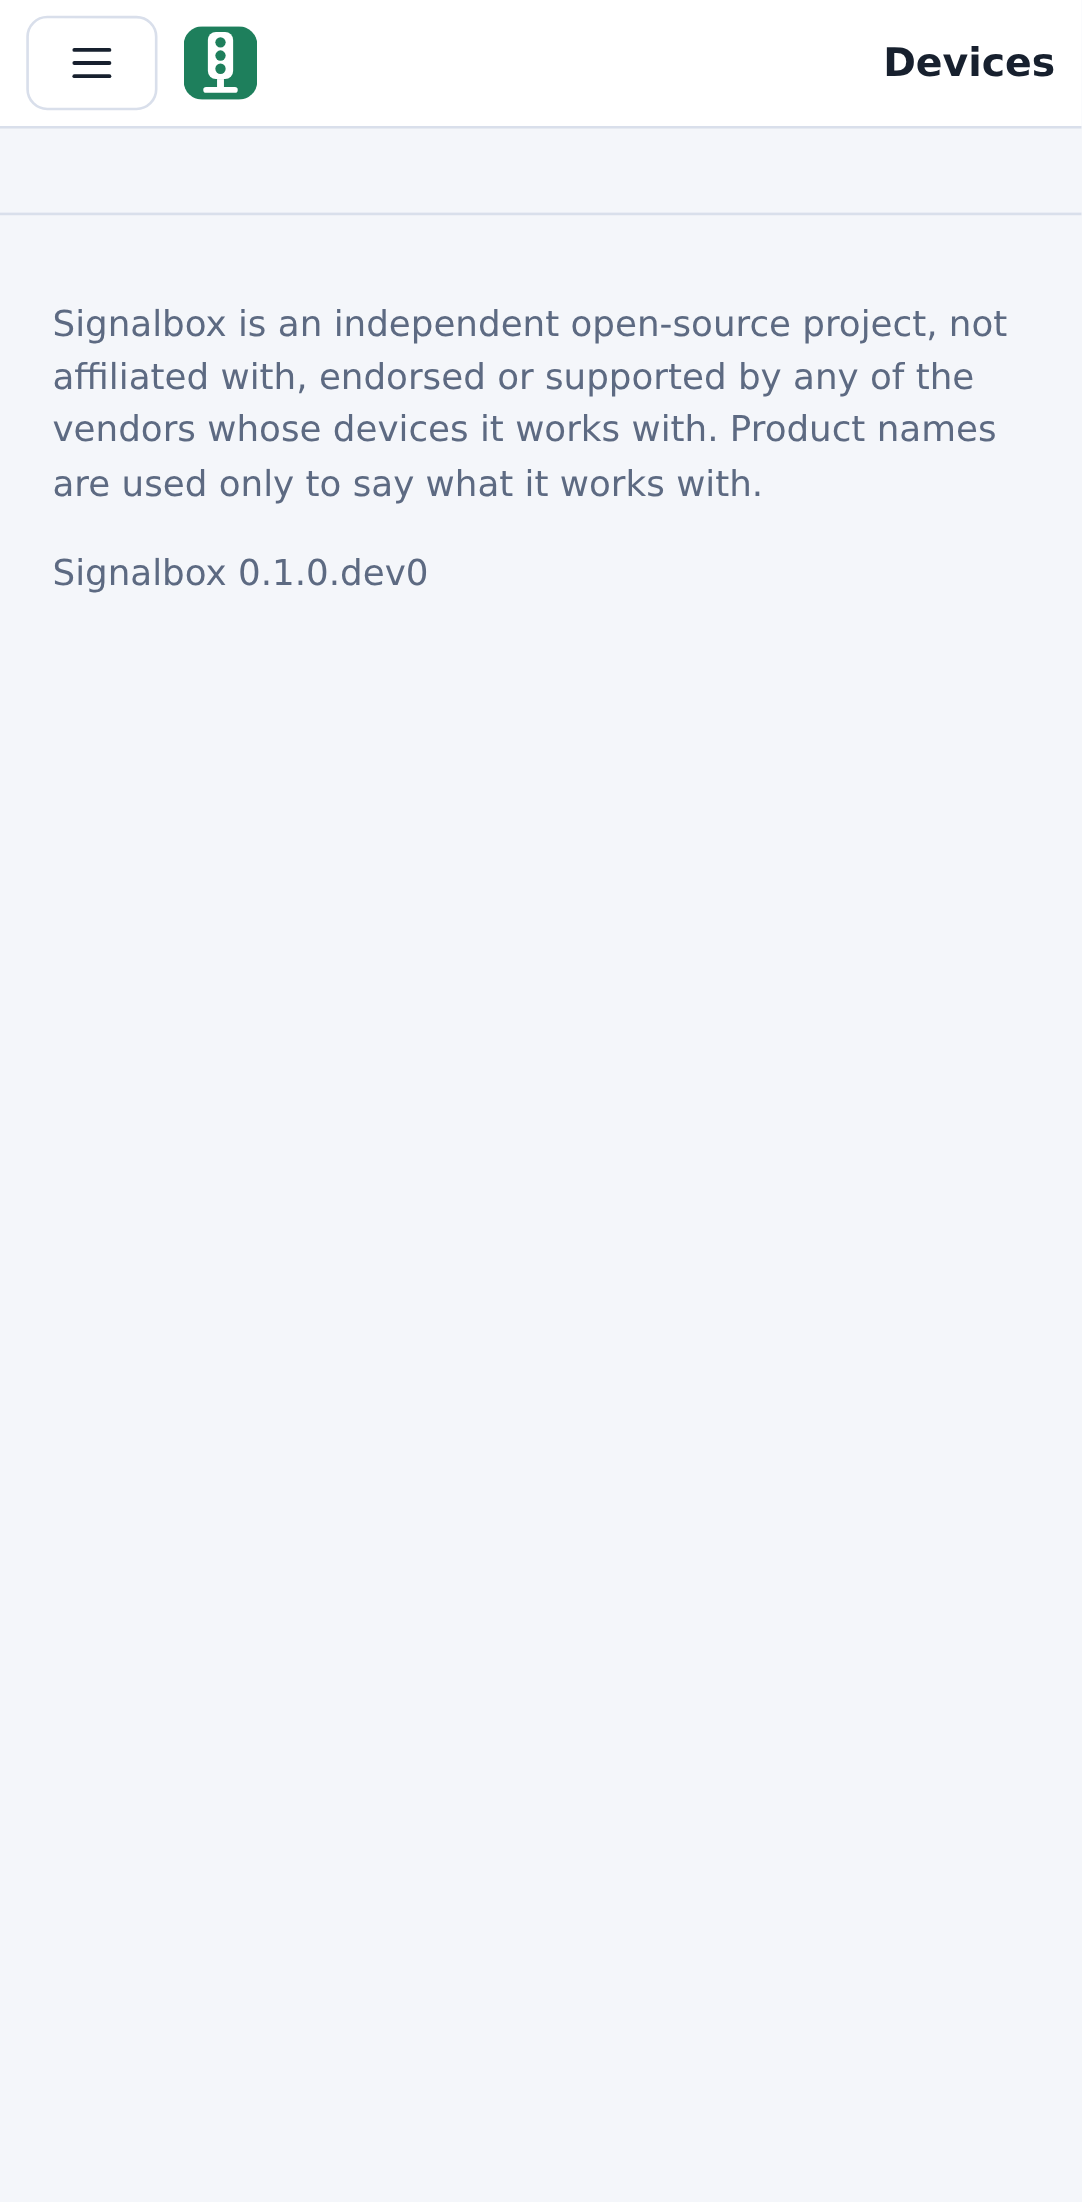 Devices
Signalbox is an independent open-source project, not
affiliated with, endorsed or supported by any of the
vendors whose devices it works with. Product names
are used only to say what it works with.
Signalbox 0.1.0.dev0